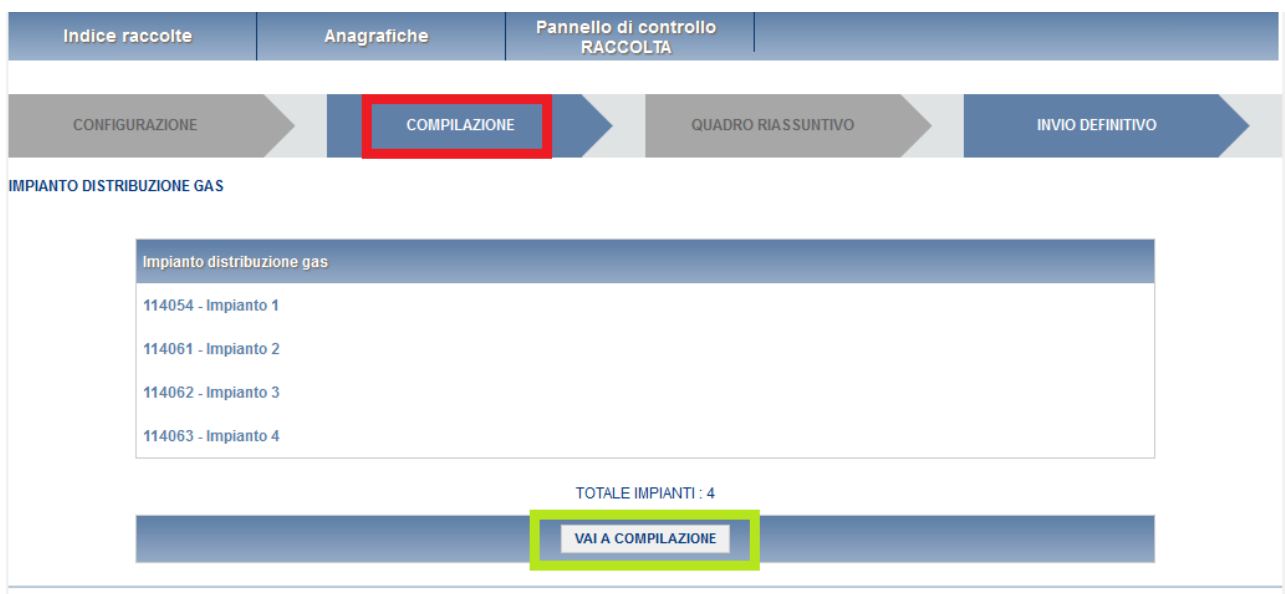 Indice raccolte
Anagrafiche
Pannello di controllo
RACCOLTA
CONFIGURAZIONE
COMPILAZIONE
QUADRO RIASSUNTIVO
INVIO DEFINITIVO
IMPIANTO DISTRIBUZIONE GAS
Impianto distribuzione gas
114054 - Impianto 1
114061 - Impianto 2
114062 - Impianto 3
114063 - Impianto 4
TOTALE IMPIANTI : 4
VAI A COMPILAZIONE